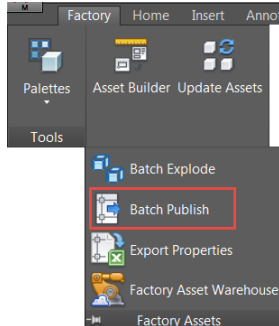 M
Factory Home Insert Annot
Palettes
Asset Builder Update Assets
Tools
Batch Explode
Batch Publish
Export Properties
Factory Asset Warehouse
Factory Assets